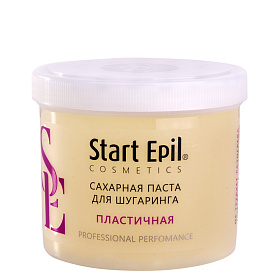 Start Epil®
COSMETICS
САХАРНАЯ ПАСТА
ДЛЯ ШУГАРИНГА
ПЛАСТИЧНАЯ
PROFESSIONAL PERFOMANCE